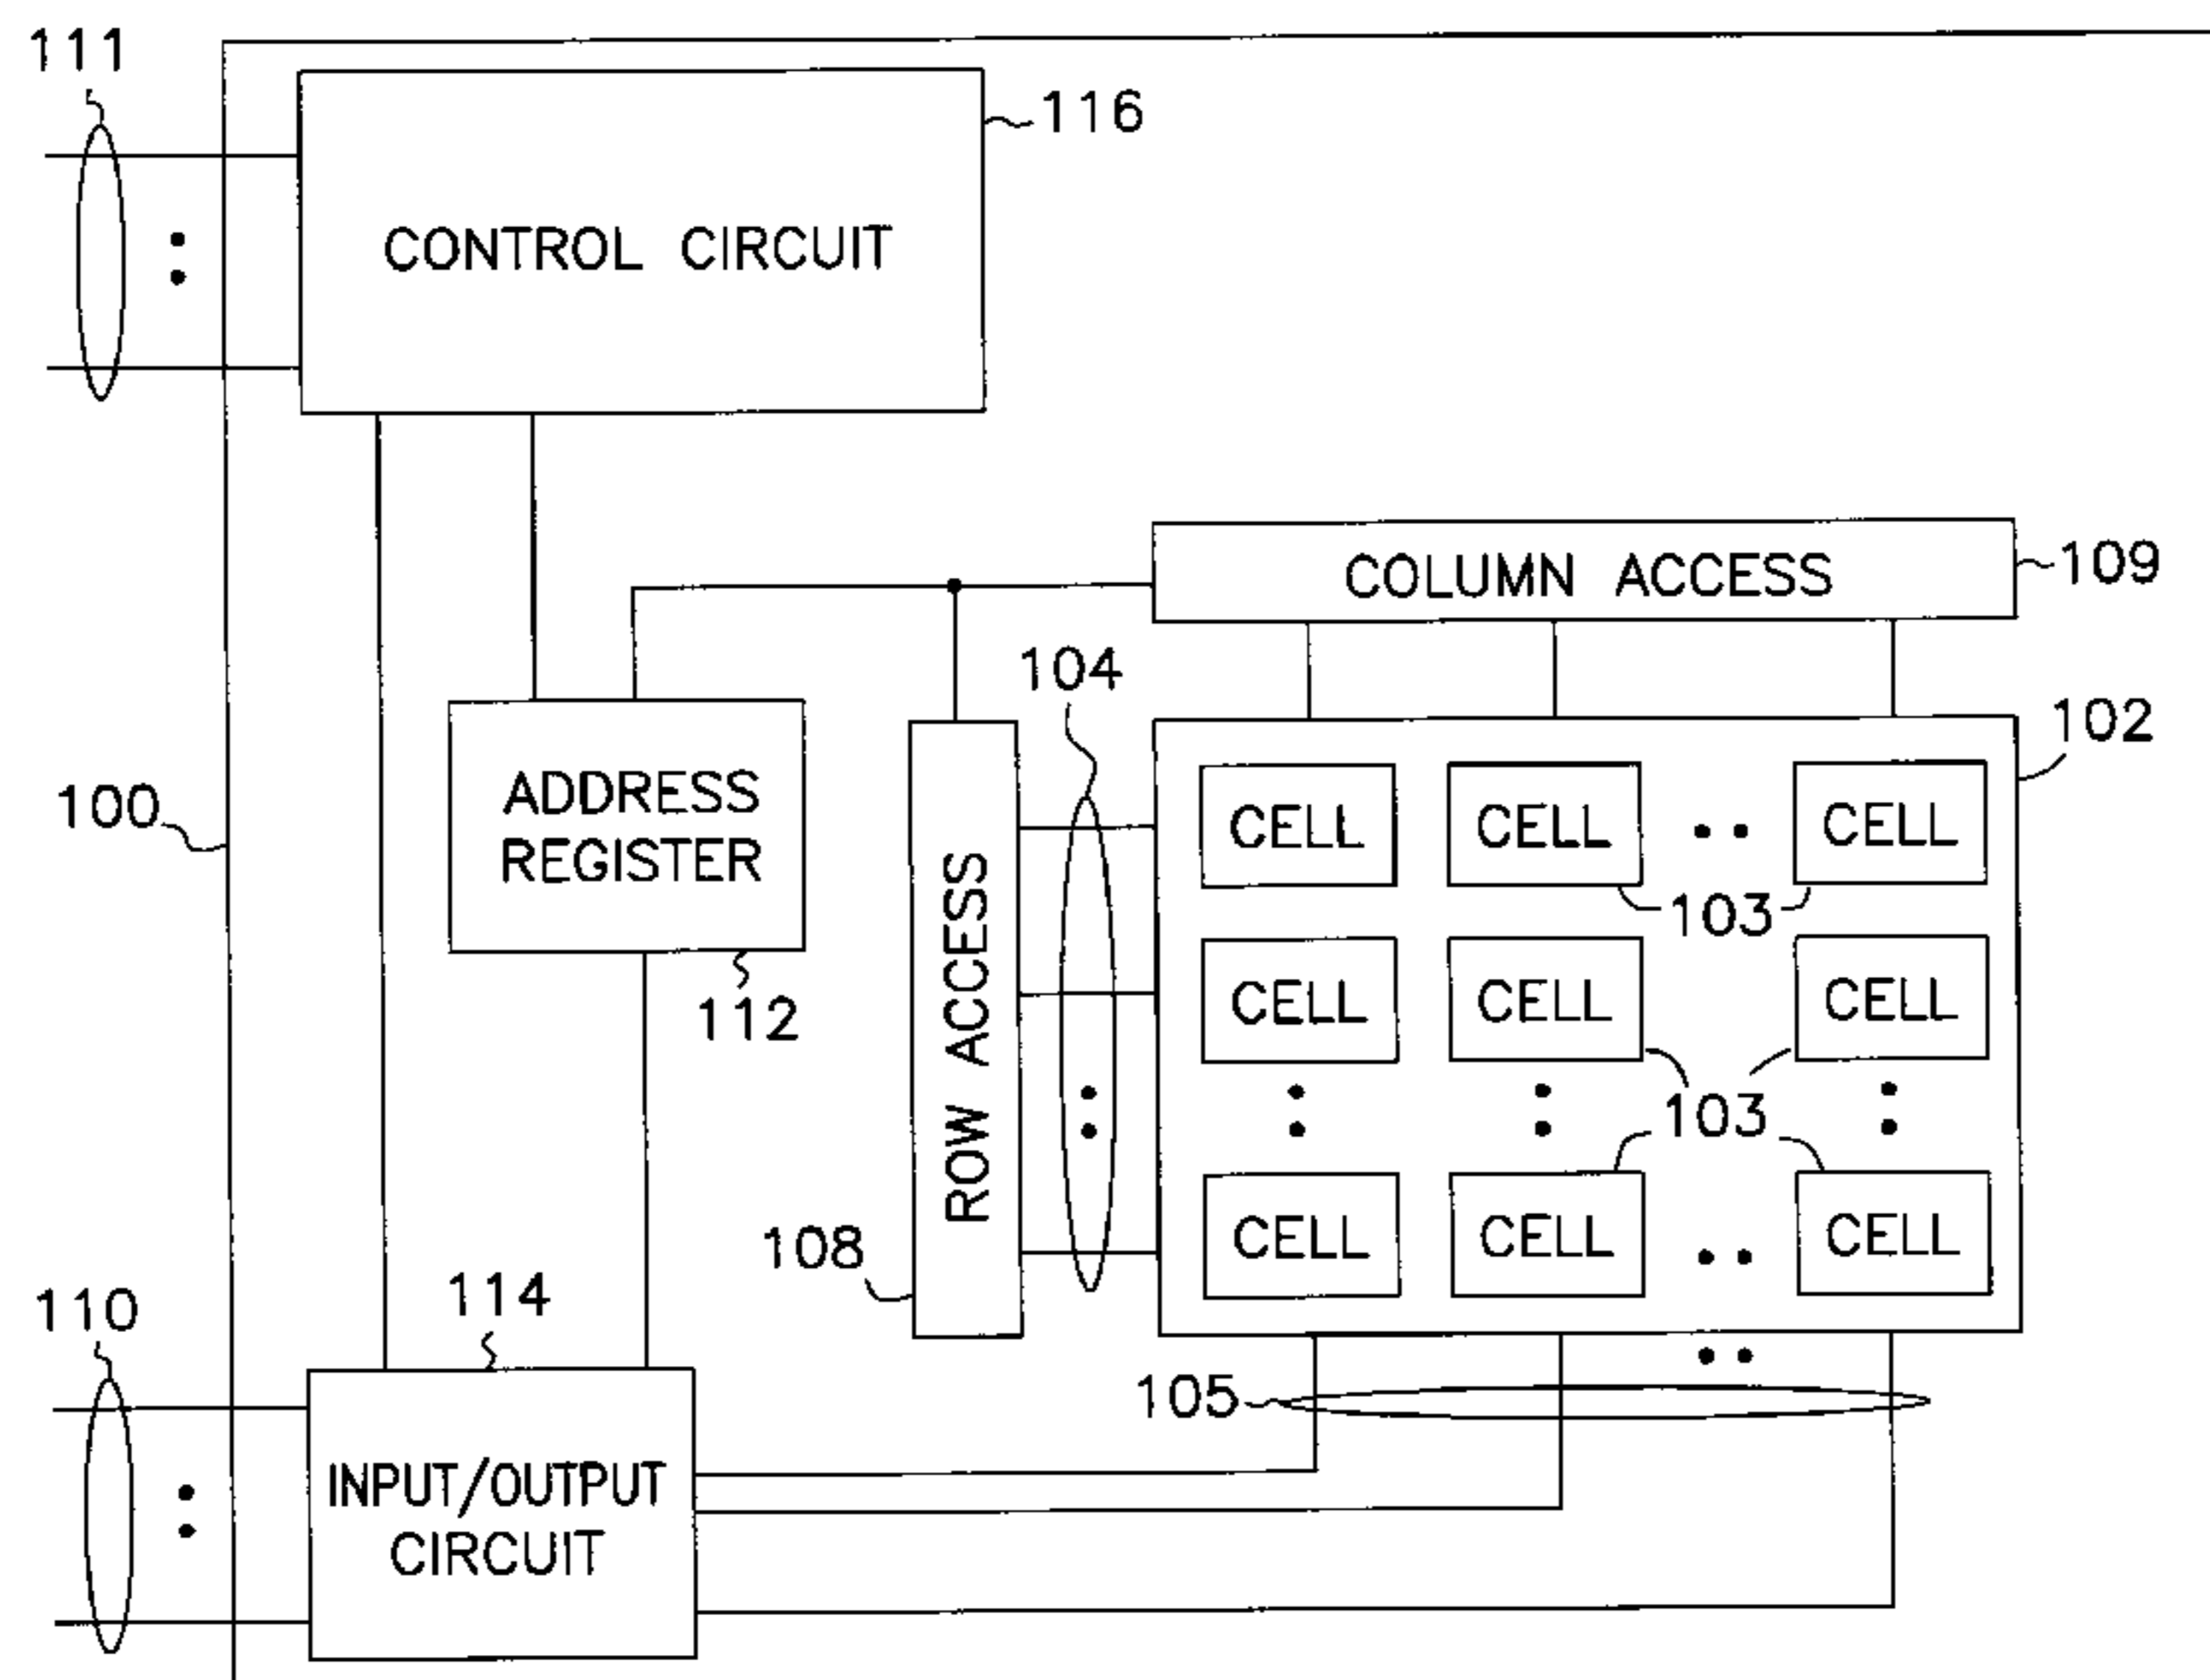 111
116
CONTROL CIRCUIT
COLUMN ACCESS
109
104
102
100
ADDRESS
REGISTER
CELL CELL CELL
103
ROW ACCESS
112
CELL CELL CELL
103
108
CELL CELL CELL
110
114
105
INPUT/OUTPUT
CIRCUIT